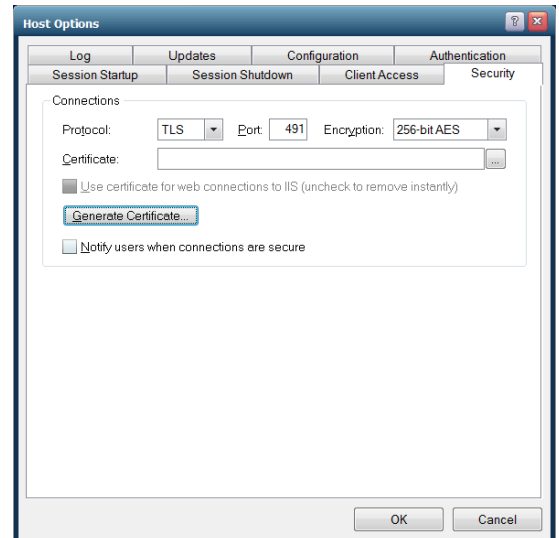 Host Options
Log Updates Configuration Authentication
Session Startup Session Shutdown Client Access Security
Connections
Protocol: TLS Port: 491 Encryption: 256-bit AES
Certificate: ...
Use certificate for web connections to IIS (uncheck to remove instantly)
Generate Certificate...
Notify users when connections are secure
OK Cancel